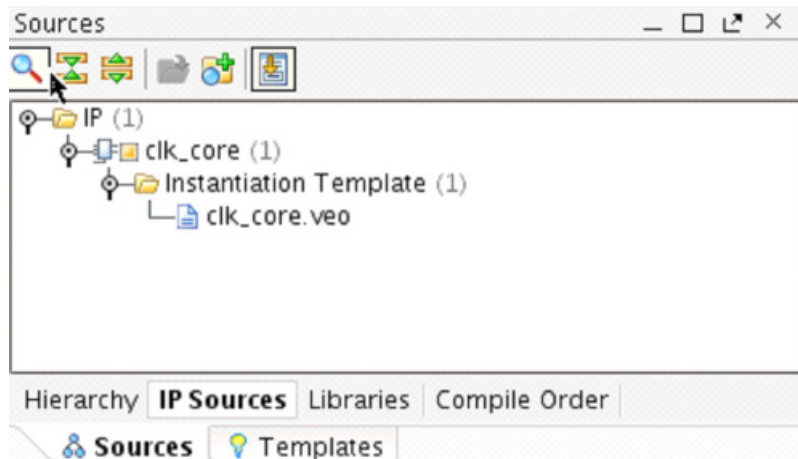 Sources
IP (1)
clk_core (1)
Instantiation Template (1)
clk_core.veo
Hierarchy IP Sources Libraries Compile Order
Sources Templates